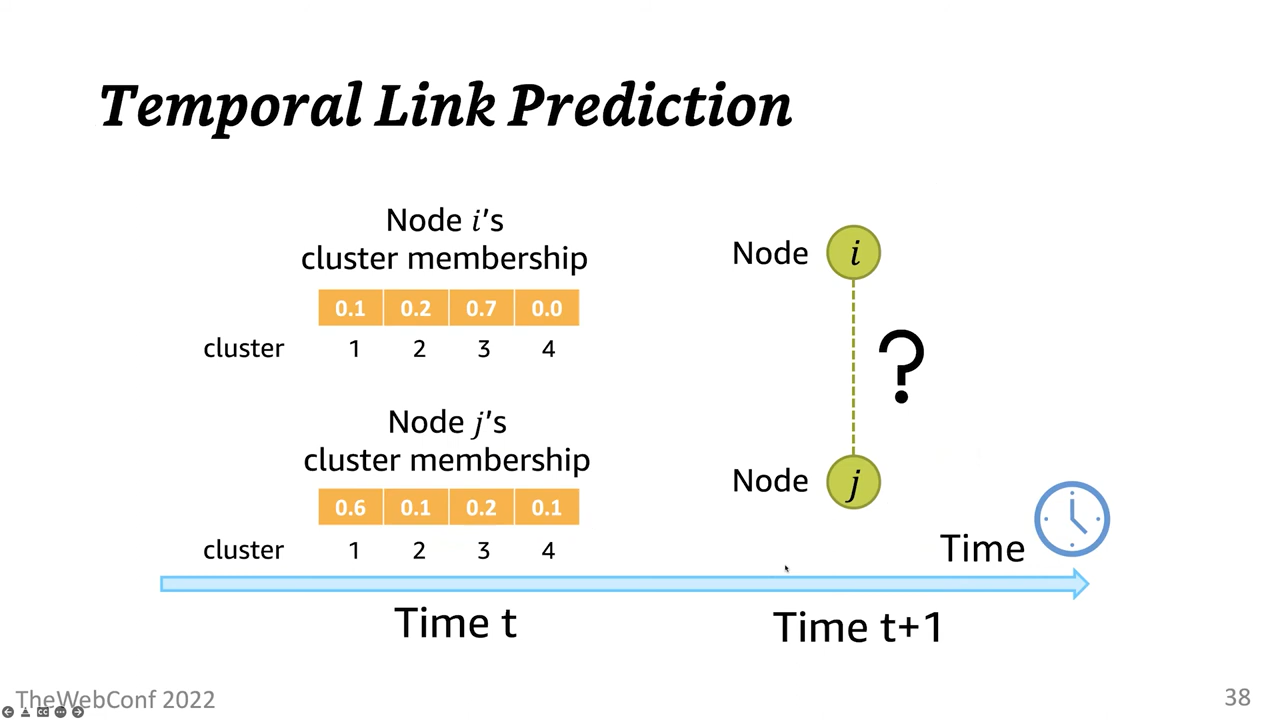 Temporal Link Prediction
Node i's
cluster membership
0.1 0.2 0.7 0.0
cluster 1 2 3 4
Node j's
cluster membership
0.6 0.1 0.2 0.1
cluster 1 2 3 4
Node i
?
Node j
Time
Time t
Time t+1
TheWebConf 2022
38